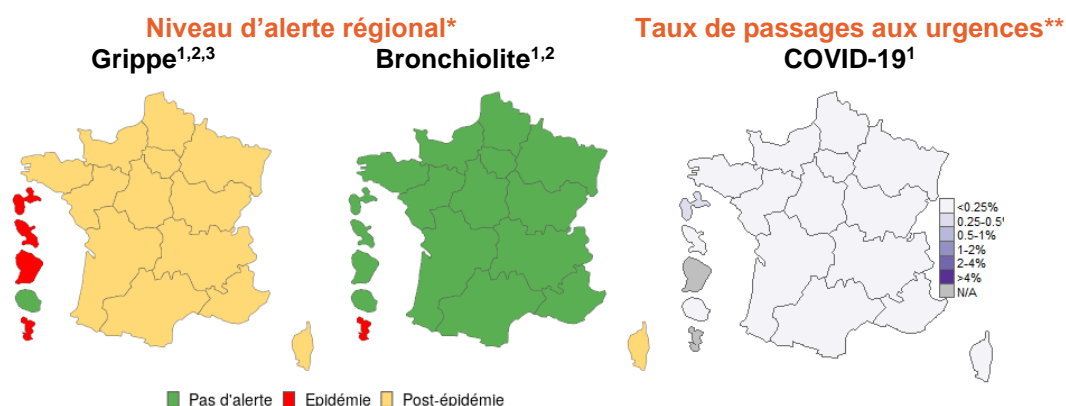 Niveau d'alerte régional*
Taux de passages aux urgences**
Grippe1,2,3
Bronchiolite1,2
COVID-191
<0.25%
0.25-0.5
0.5-1%
1-2%
2-4%
>4%
N/A
Pas d'alerte
Epidémie
Post-épidémie